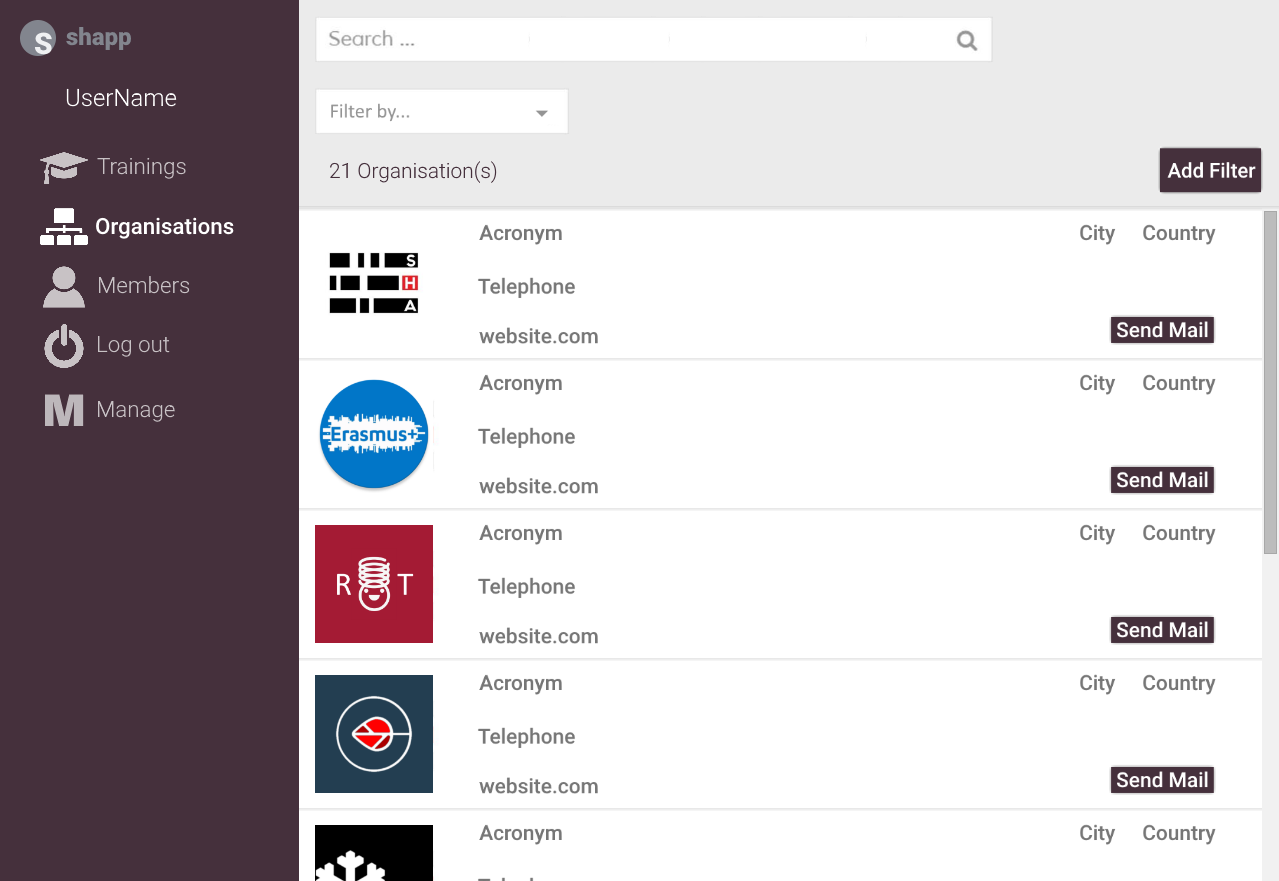 S shapp
UserName
Trainings
Organisations
Members
Log out
M Manage
Search ...
Filter by...
21 Organisation(s)
Add Filter
Acronym City Country
S
H
A
Telephone
website.com Send Mail
Acronym City Country
Erasmus+
Telephone
website.com Send Mail
Acronym City Country
R T
Telephone
website.com Send Mail
Acronym City Country
Telephone
website.com Send Mail
Acronym City Country